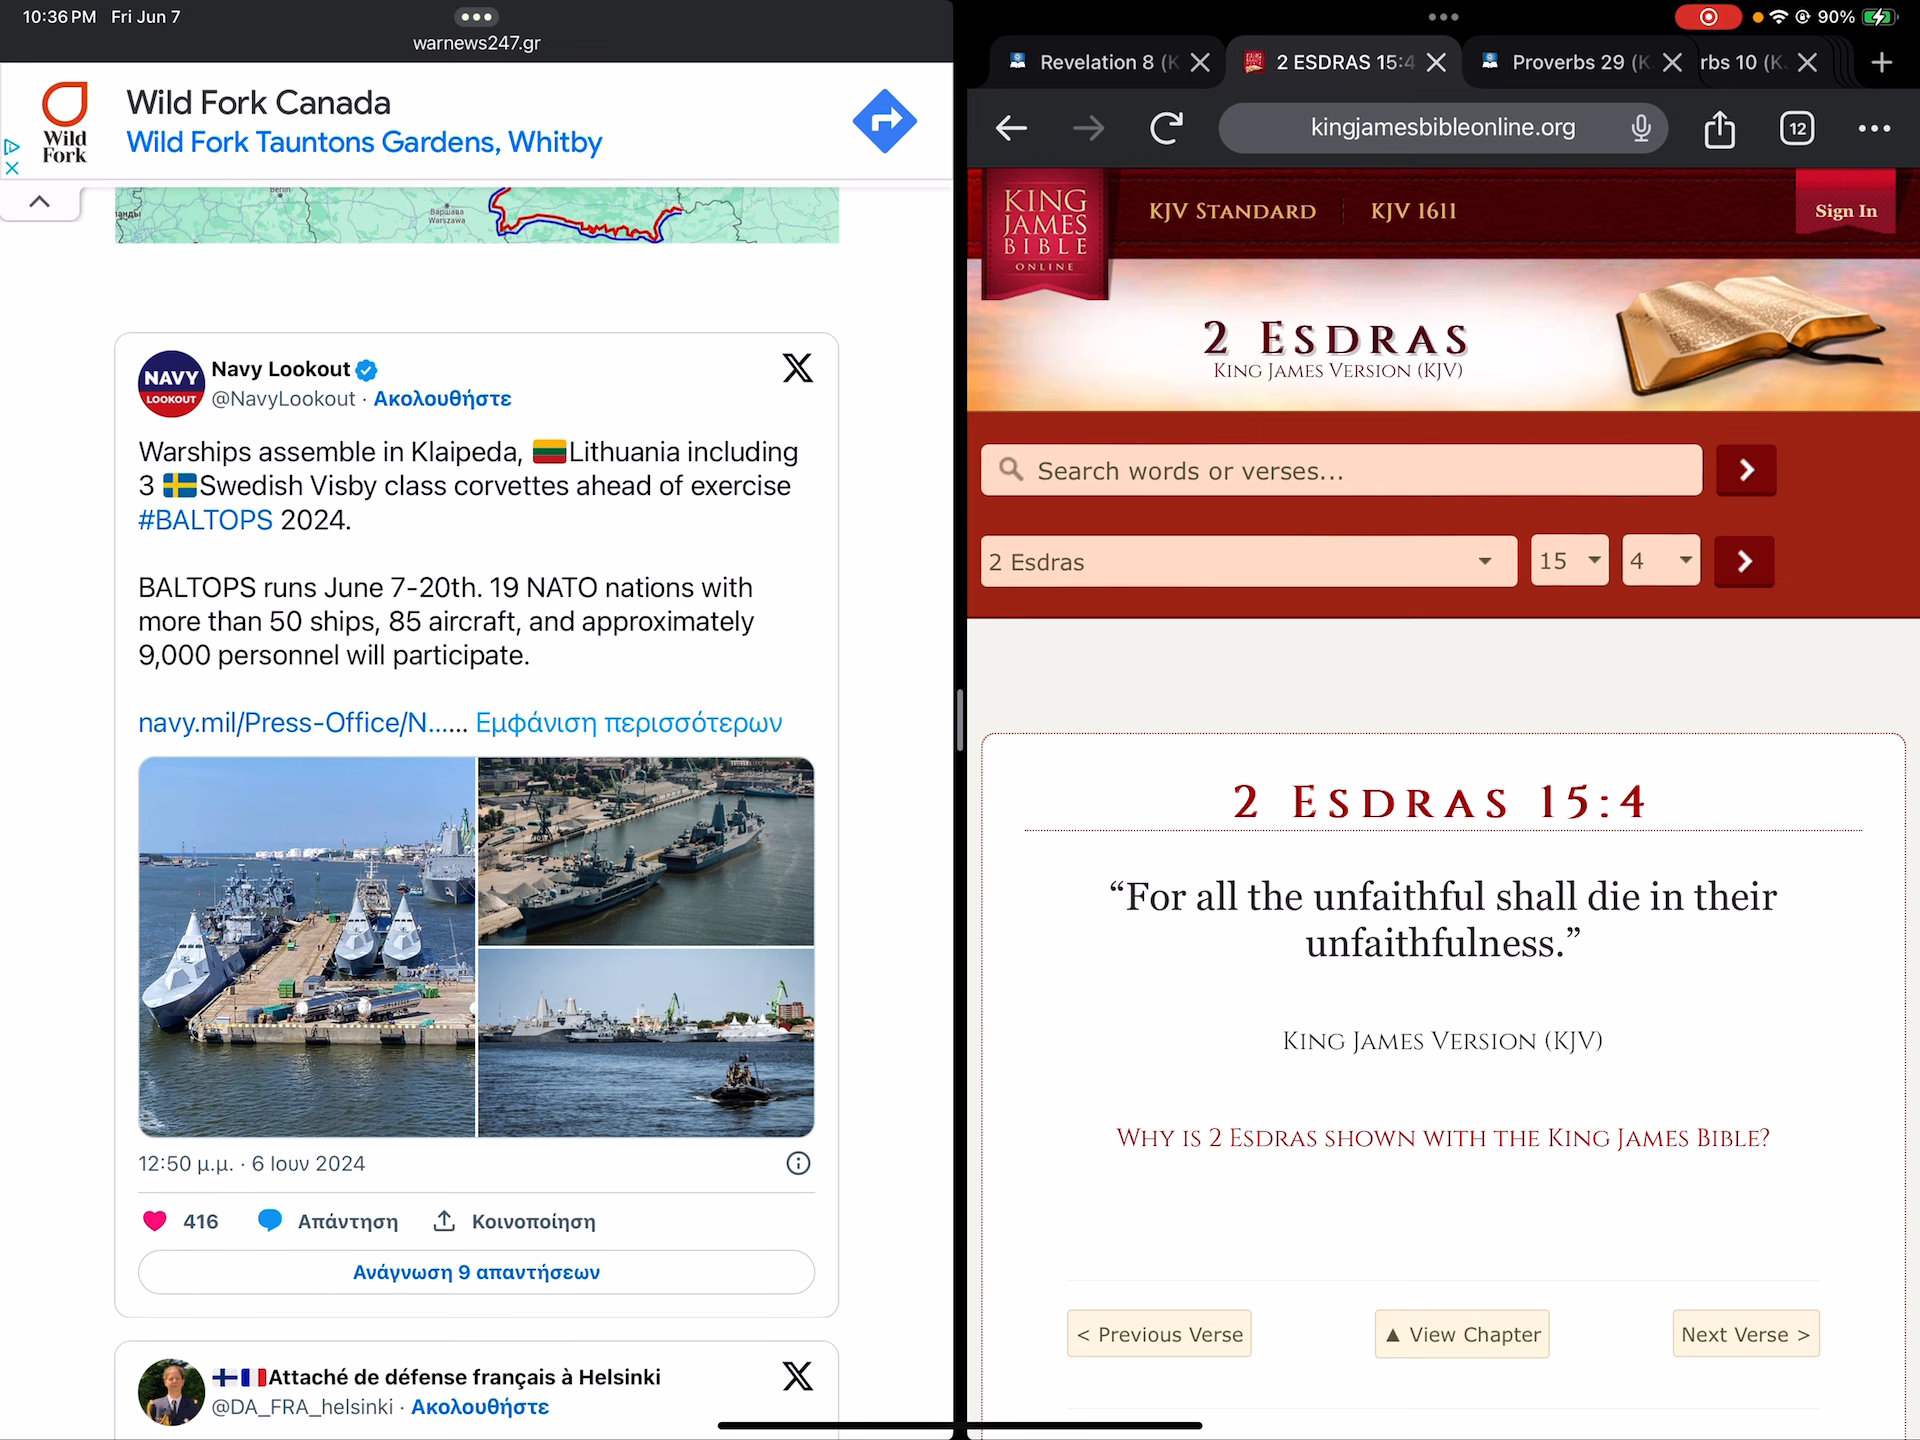 10:36 PM Fri Jun 7
warnews247.gr
Wild Fork
Wild Fork Canada
Wild Fork Tauntons Gardens, Whitby
Berlin
Варшава
Warszawa
NAVY
LOOKOUT
Navy Lookout
@NavyLookout · Ακολουθήστε
Warships assemble in Klaipeda, 🇱🇹Lithuania including
3 🇸🇪Swedish Visby class corvettes ahead of exercise
#BALTOPS 2024.
BALTOPS runs June 7-20th. 19 NATO nations with
more than 50 ships, 85 aircraft, and approximately
9,000 personnel will participate.
navy.mil/Press-Office/N...… Εμφάνιση περισσότερων
12:50 μ.μ. · 6 Ιουν 2024
416 Απάντηση Κοινοποίηση
Ανάγνωση 9 απαντήσεων
🇫🇮🇫🇷Attaché de défense français à Helsinki
@DA_FRA_helsinki · Ακολουθήστε
90%
Revelation 8 (K
2 ESDRAS 15:4
Proverbs 29 (K
rbs 10 (K
kingjamesbibleonline.org
12
KING
JAMES
BIBLE
ONLINE
KJV STANDARD
KJV 1611
Sign In
2 ESDRAS
KING JAMES VERSION (KJV)
Search words or verses...
2 Esdras 15 4
2 ESDRAS 15:4
“For all the unfaithful shall die in their
unfaithfulness.”
KING JAMES VERSION (KJV)
WHY IS 2 ESDRAS SHOWN WITH THE KING JAMES BIBLE?
< Previous Verse
▲ View Chapter
Next Verse >